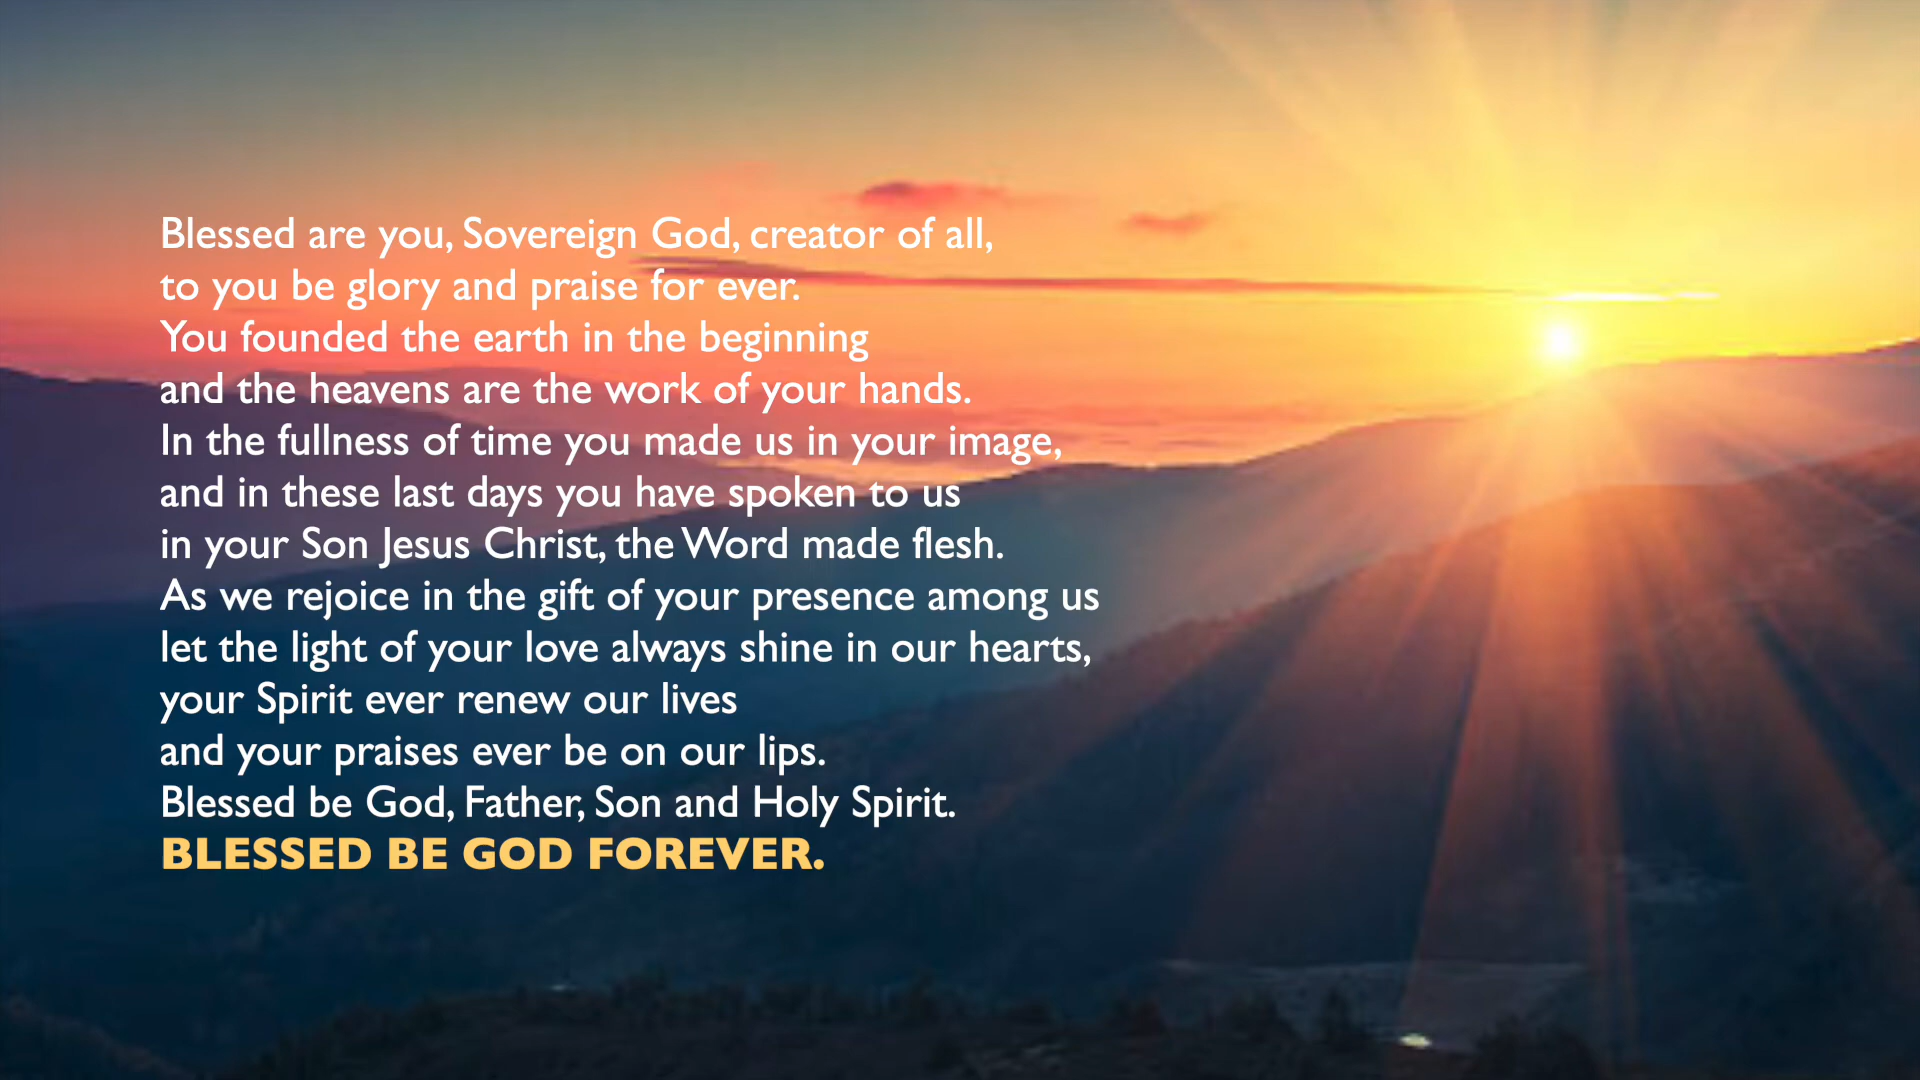 Blessed are you, Sovereign God, creator of all,
to you be glory and praise for ever.
You founded the earth in the beginning
and the heavens are the work of your hands.
In the fullness of time you made us in your image,
and in these last days you have spoken to us
in your Son Jesus Christ, the Word made flesh.
As we rejoice in the gift of your presence among us
let the light of your love always shine in our hearts,
your Spirit ever renew our lives
and your praises ever be on our lips.
Blessed be God, Father, Son and Holy Spirit.
BLESSED BE GOD FOREVER.